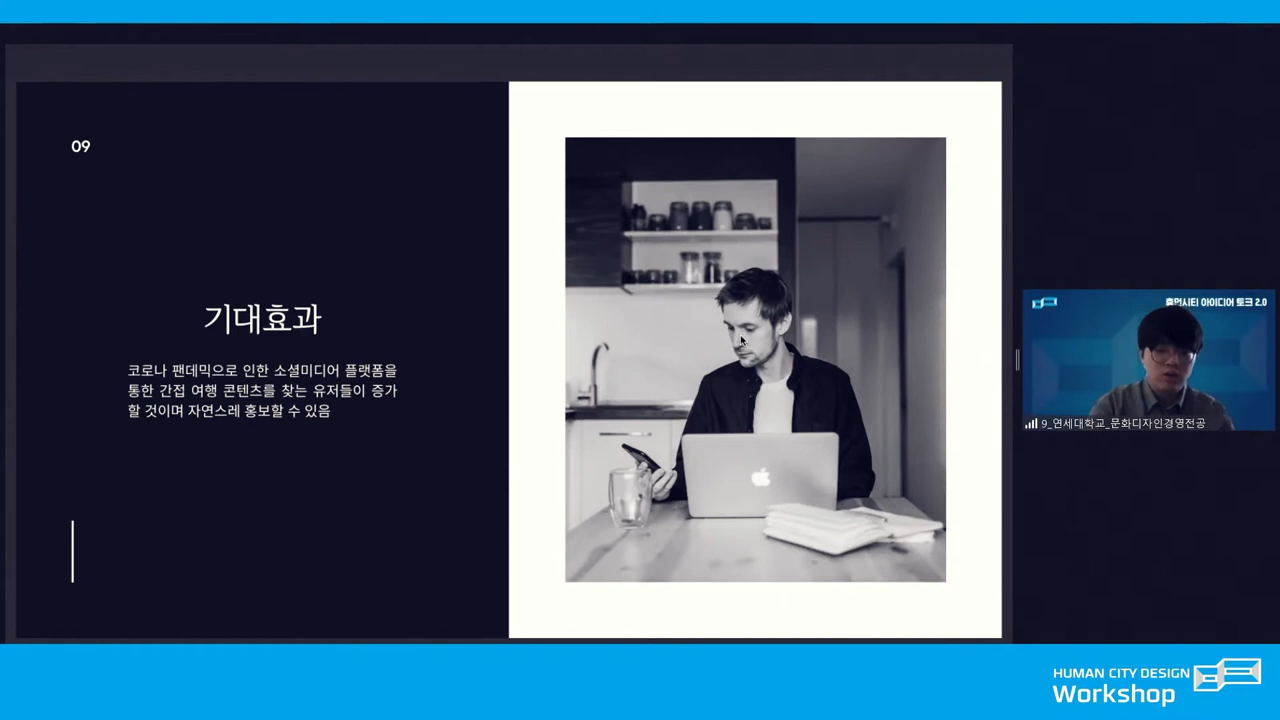 09
기대효과
코로나 팬데믹으로 인한 소셜미디어 플랫폼을
통한 간접 여행 콘텐츠를 찾는 유저들이 증가
할 것이며 자연스레 홍보할 수 있음
휴먼시티 아이디어 토크 2.0
9_연세대학교_문화디자인경영전공
HUMAN CITY DESIGN
Workshop